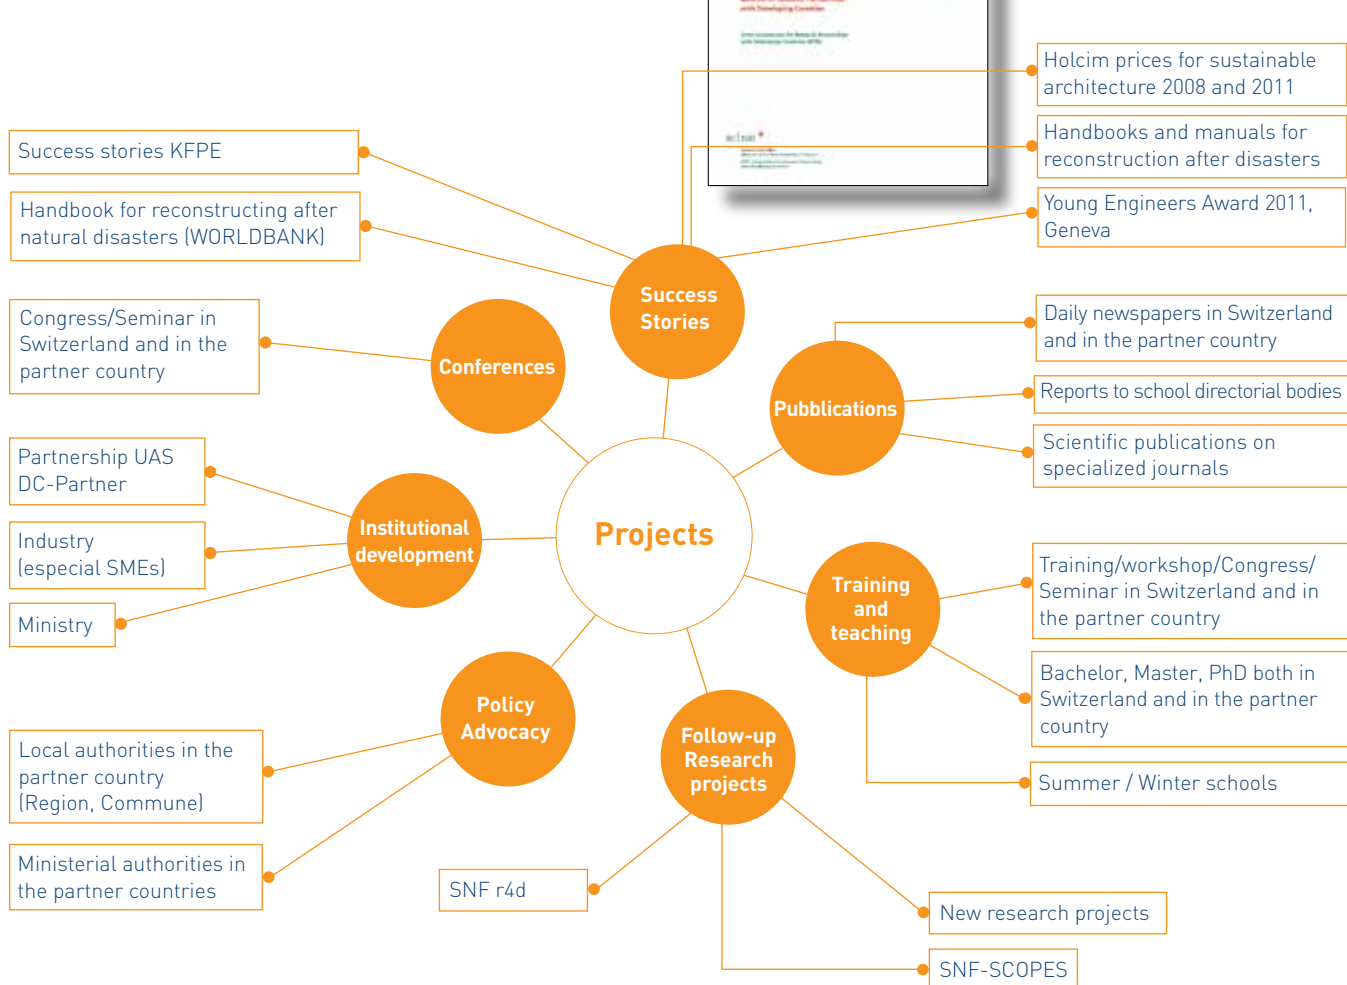 with Developing Countries
Holcim prices for sustainable
architecture 2008 and 2011
Handbooks and manuals for
reconstruction after disasters
Young Engineers Award 2011,
Geneva
Success stories KFPE
Handbook for reconstructing after
natural disasters (WORLDBANK)
Success
Stories
Congress/Seminar in
Switzerland and in the
partner country
Conferences
Daily newspapers in Switzerland
and in the partner country
Reports to school directorial bodies
Scientific publications on
specialized journals
Pubblications
Partnership UAS
DC-Partner
Industry
(especial SMEs)
Ministry
Institutional
development
Projects
Training
and
teaching
Training/workshop/Congress/
Seminar in Switzerland and in
the partner country
Bachelor, Master, PhD both in
Switzerland and in the partner
country
Summer / Winter schools
Policy
Advocacy
Local authorities in the
partner country
(Region, Commune)
Ministerial authorities in
the partner countries
Follow-up
Research
projects
SNF r4d
New research projects
SNF-SCOPES